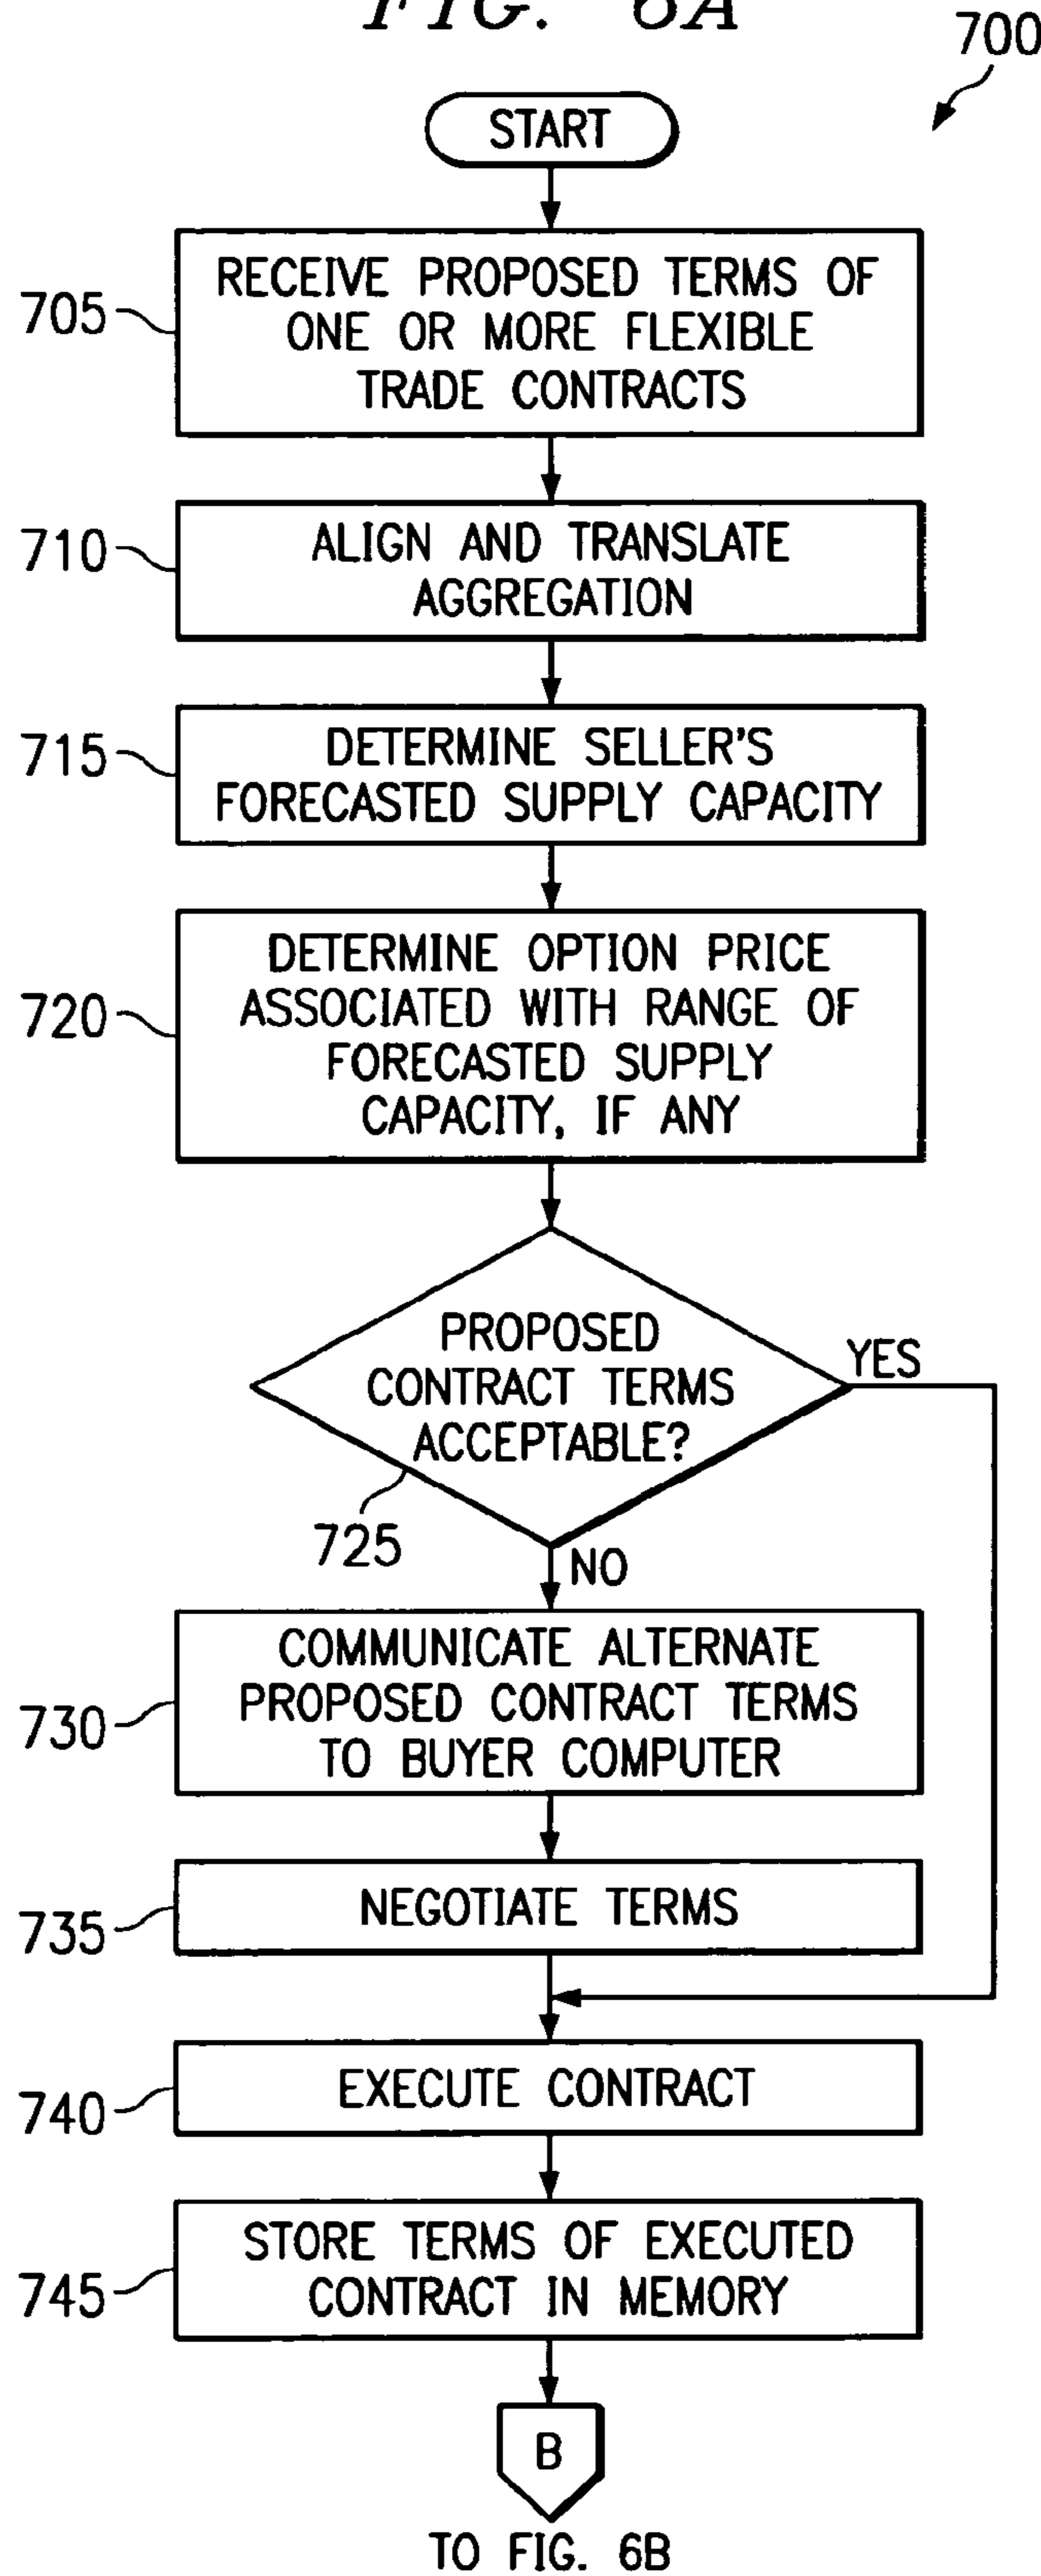 FIG. 6A
700
START
705
RECEIVE PROPOSED TERMS OF
ONE OR MORE FLEXIBLE
TRADE CONTRACTS
710
ALIGN AND TRANSLATE
AGGREGATION
715
DETERMINE SELLER'S
FORECASTED SUPPLY CAPACITY
720
DETERMINE OPTION PRICE
ASSOCIATED WITH RANGE OF
FORECASTED SUPPLY
CAPACITY, IF ANY
PROPOSED
CONTRACT TERMS
ACCEPTABLE?
YES
725
NO
730
COMMUNICATE ALTERNATE
PROPOSED CONTRACT TERMS
TO BUYER COMPUTER
735
NEGOTIATE TERMS
740
EXECUTE CONTRACT
745
STORE TERMS OF EXECUTED
CONTRACT IN MEMORY
B
TO FIG. 6B